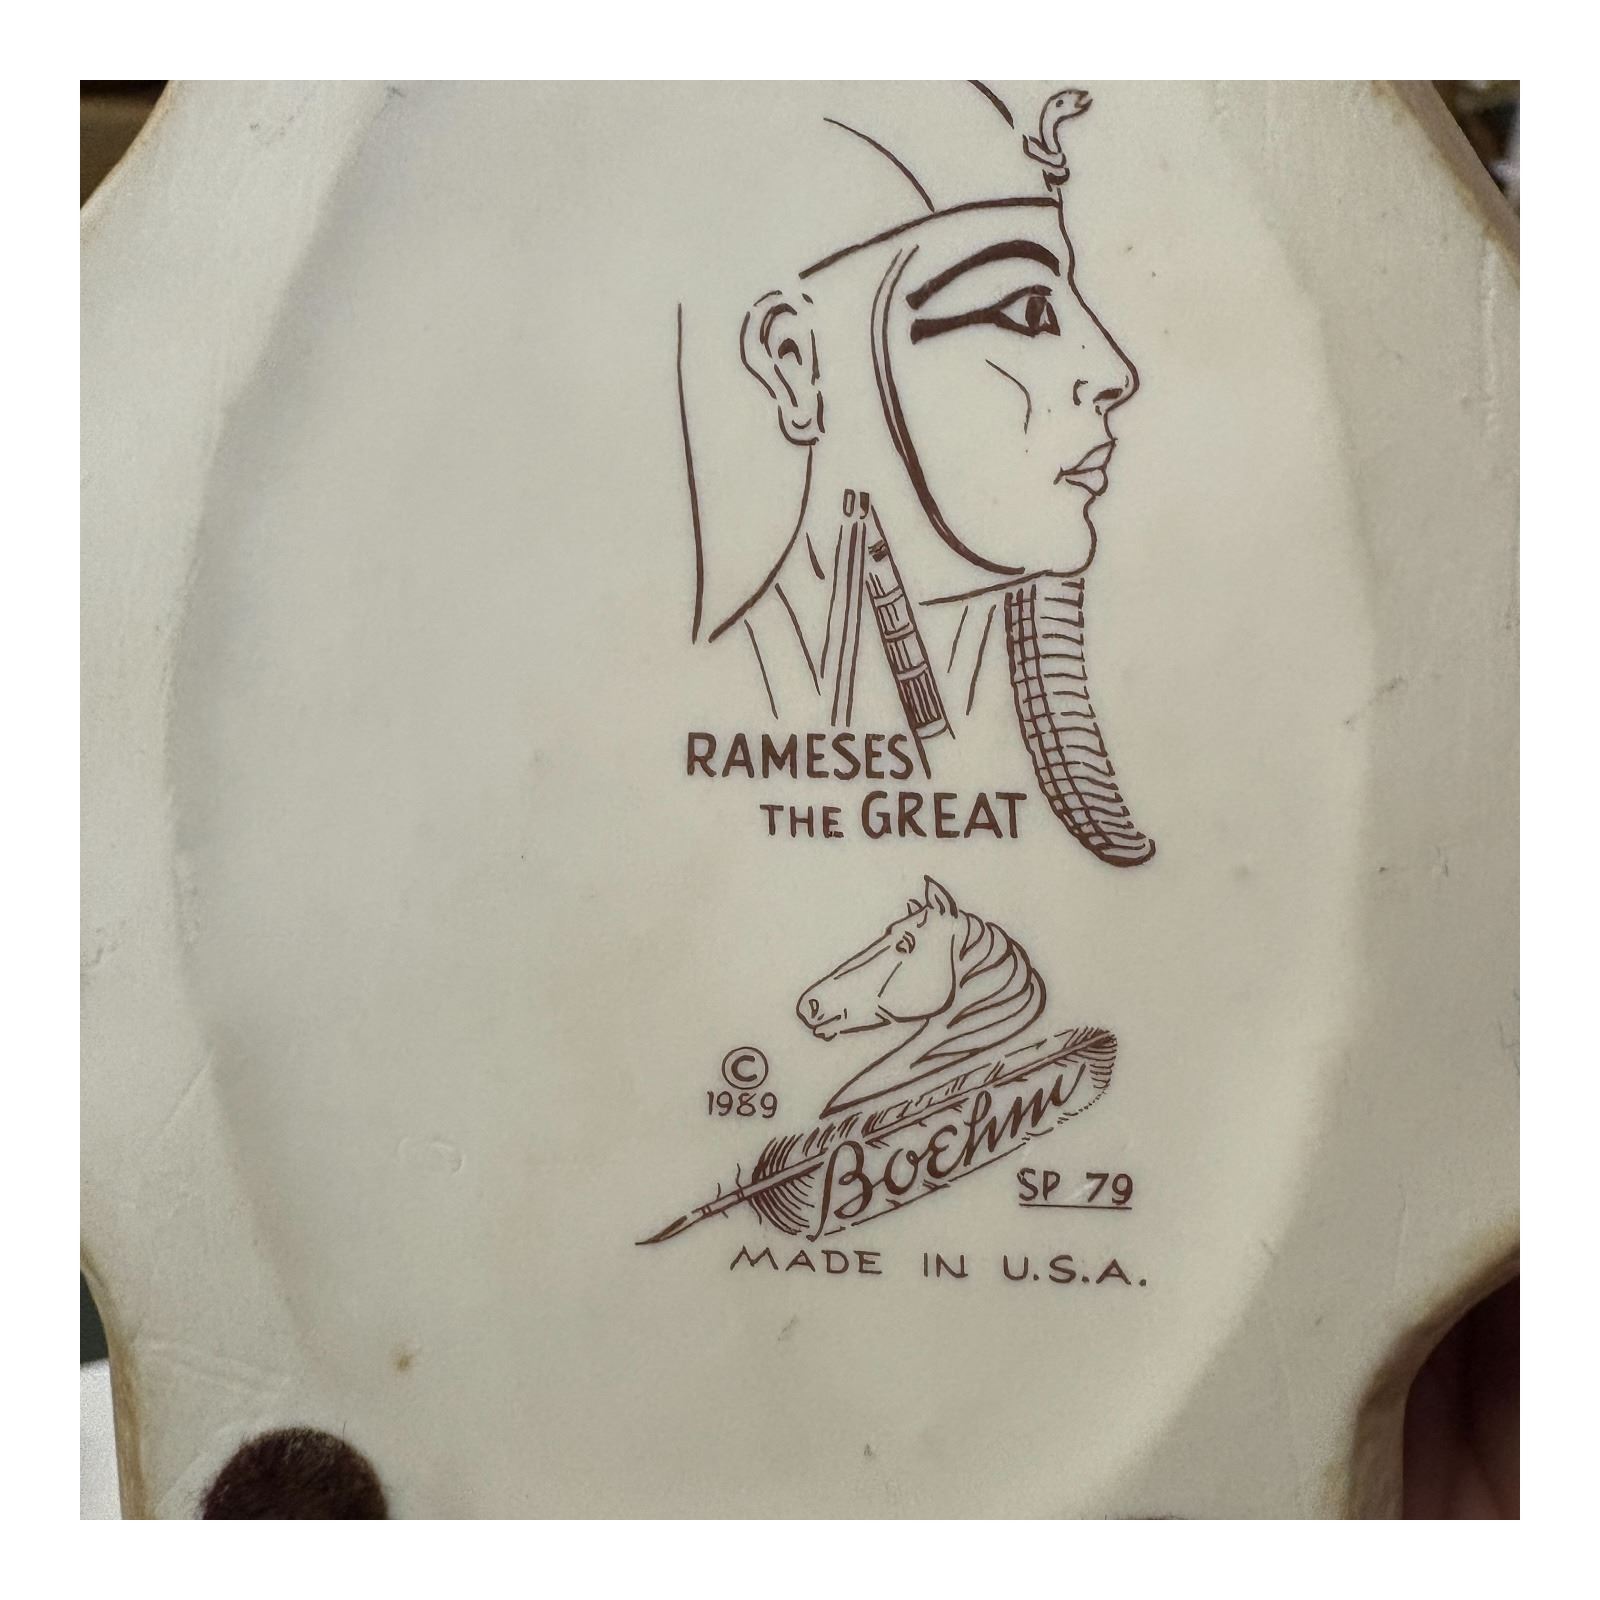 RAMESES
THE GREAT
©
1989
Boehm
SP 79
MADE IN U.S.A.